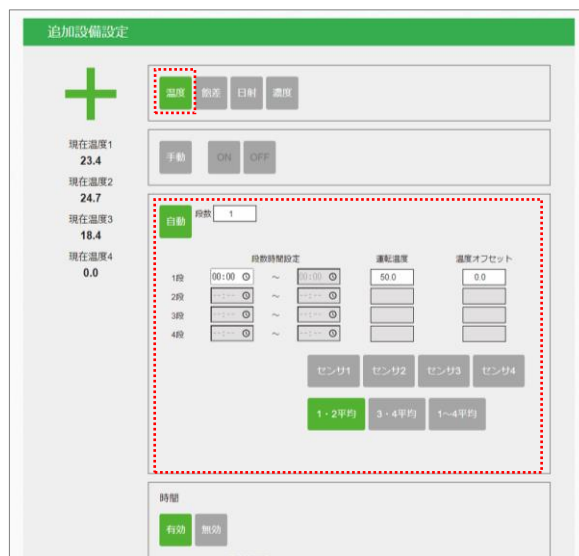 追加設備設定
温度 飽差 日射 濃度
現在温度1
23.4
現在温度2
24.7
現在温度3
18.4
現在温度4
0.0
手動 ON OFF
自動 段数 1
段数時間設定 運転温度 温度オフセット
1段 00:00 ~ 00:00 50.0 0.0
2段 --:-- ~ --:--
3段 --:-- ~ --:--
4段 --:-- ~ --:--
センサ1 センサ2 センサ3 センサ4
1・2平均 3・4平均 1~4平均
時間
有効 無効